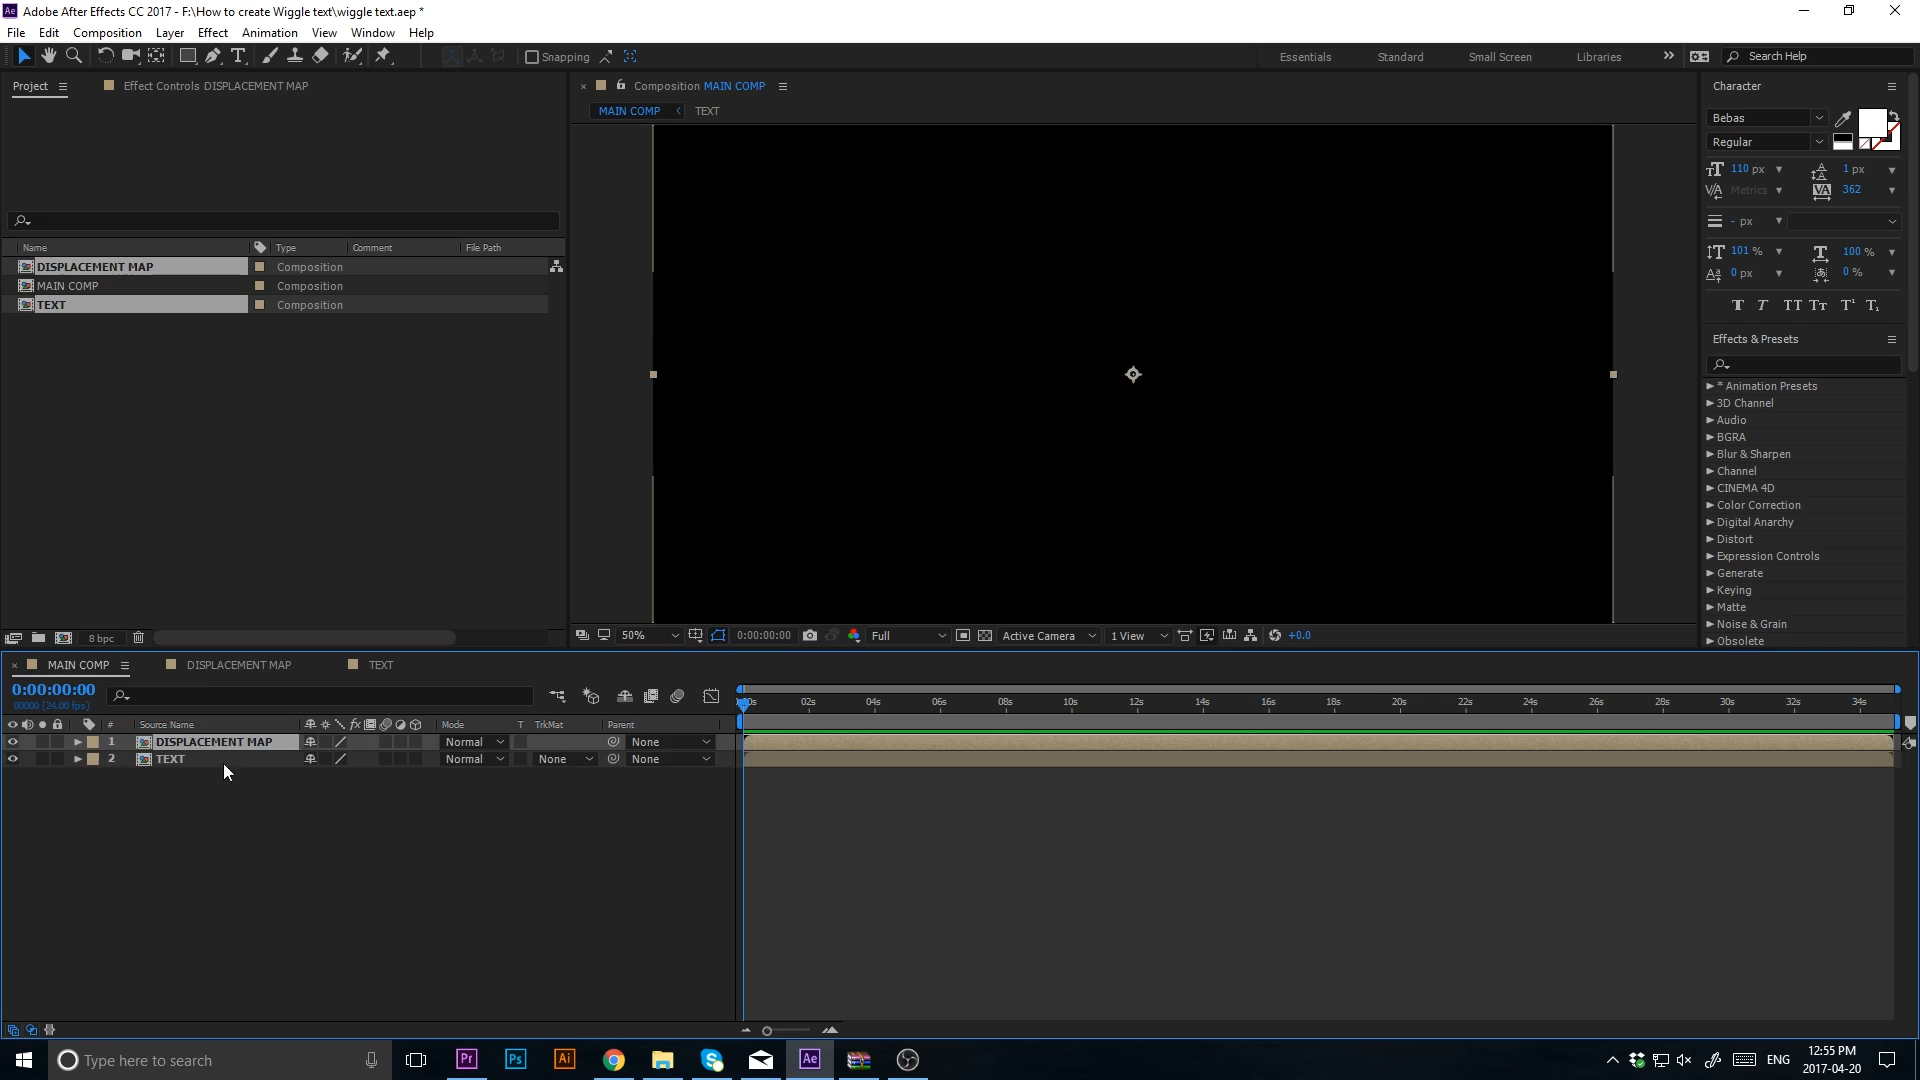 Ae Adobe After Effects CC 2017 - F:\How to create Wiggle text\wiggle text.aep *
File Edit Composition Layer Effect Animation View Window Help
Snapping
Essentials Standard Small Screen Libraries
Search Help
Project
Effect Controls DISPLACEMENT MAP
Composition MAIN COMP
MAIN COMP
TEXT
Name Type Comment File Path
DISPLACEMENT MAP Composition
MAIN COMP Composition
TEXT Composition
8 bpc
50%
0:00:00:00
Full
Active Camera
1 View
+0.0
Character
Bebas
Regular
110 px 1 px
Metrics 362
- px
101 % 100 %
0 px 0 %
Effects & Presets
* Animation Presets
3D Channel
Audio
BGRA
Blur & Sharpen
Channel
CINEMA 4D
Color Correction
Digital Anarchy
Distort
Expression Controls
Generate
Keying
Matte
Noise & Grain
Obsolete
MAIN COMP DISPLACEMENT MAP TEXT
0:00:00:00
00000 (24.00 fps)
# Source Name Mode T TrkMat Parent
02s 04s 06s 08s 10s 12s 14s 16s 18s 20s 22s 24s 26s 28s 30s 32s 34s
1 DISPLACEMENT MAP Normal None
2 TEXT Normal None None
Type here to search
Pr Ps Ai Ae
ENG
12:55 PM
2017-04-20